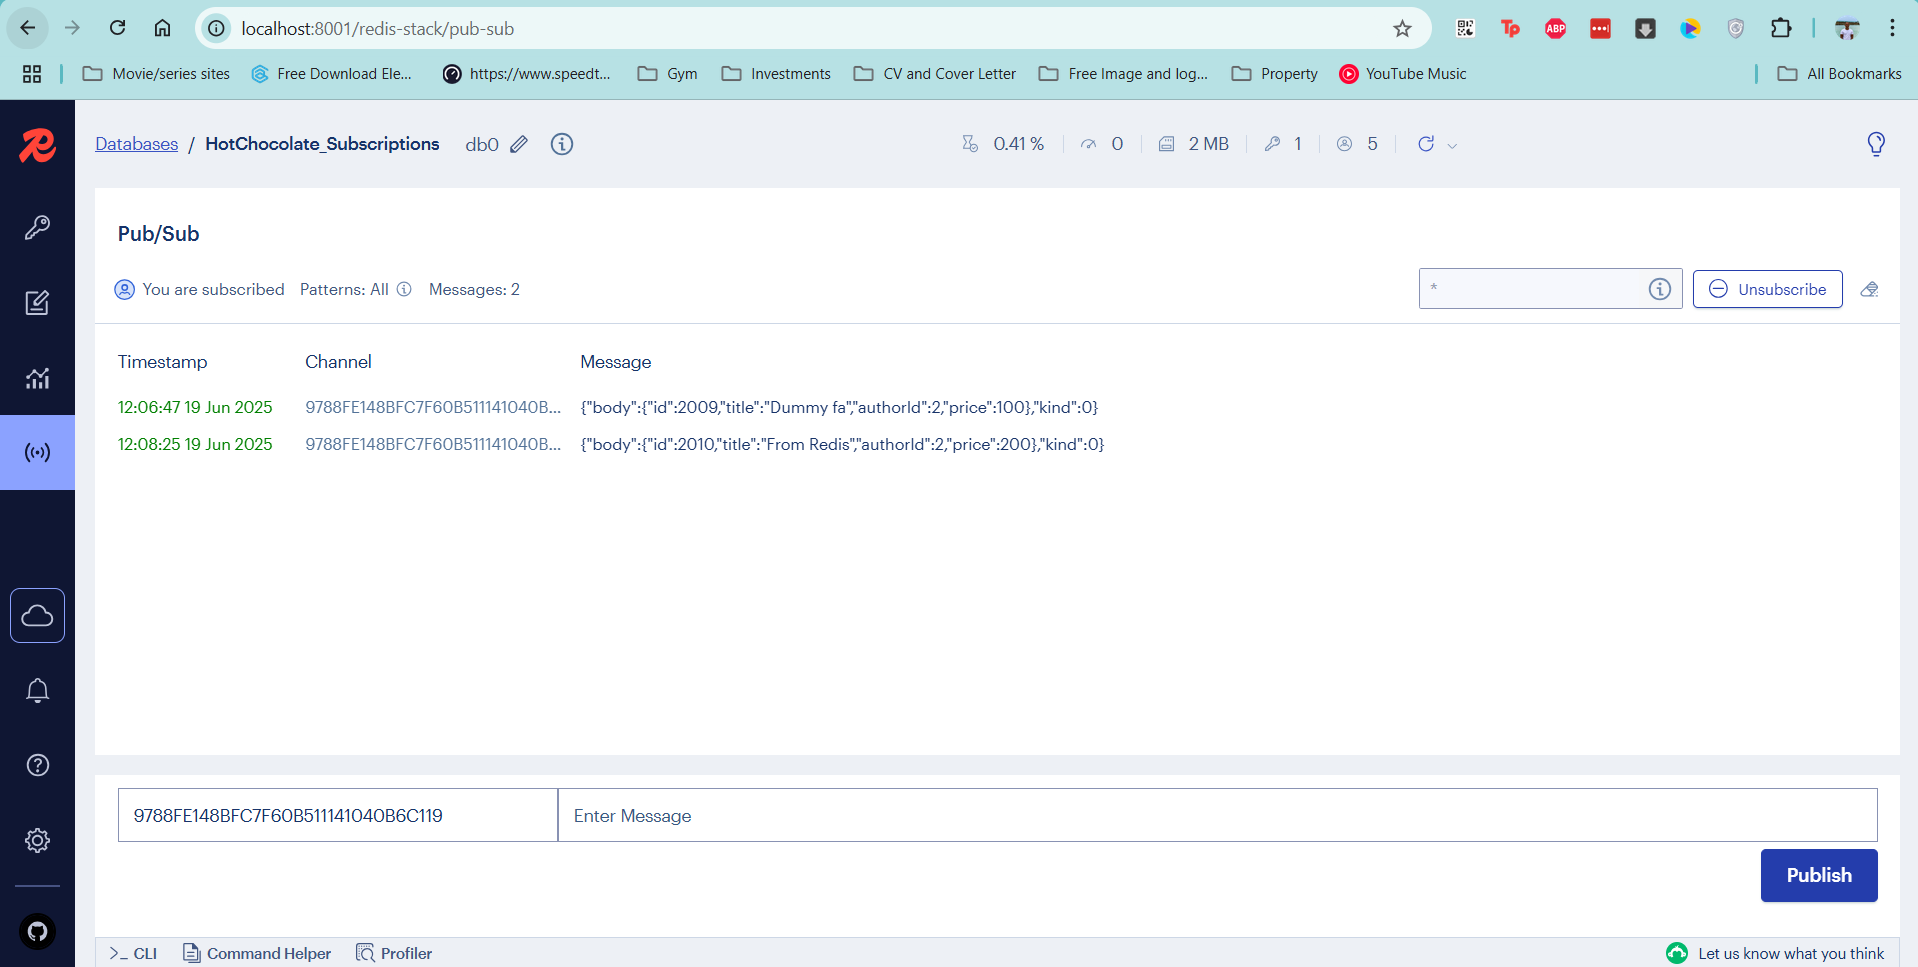 localhost:8001/redis-stack/pub-sub
Movie/series sites Free Download Ele... https://www.speedt... Gym Investments CV and Cover Letter Free Image and log... Property YouTube Music All Bookmarks
Databases / HotChocolate_Subscriptions db0 0.41 % 0 2 MB 1 5
Pub/Sub
You are subscribed Patterns: All Messages: 2 * Unsubscribe
Timestamp Channel Message
12:06:47 19 Jun 2025 9788FE148BFC7F60B511141040B... {"body":{"id":2009,"title":"Dummy fa","authorId":2,"price":100},"kind":0}
12:08:25 19 Jun 2025 9788FE148BFC7F60B511141040B... {"body":{"id":2010,"title":"From Redis","authorId":2,"price":200},"kind":0}
9788FE148BFC7F60B511141040B6C119 Enter Message
Publish
>_ CLI Command Helper Profiler Let us know what you think